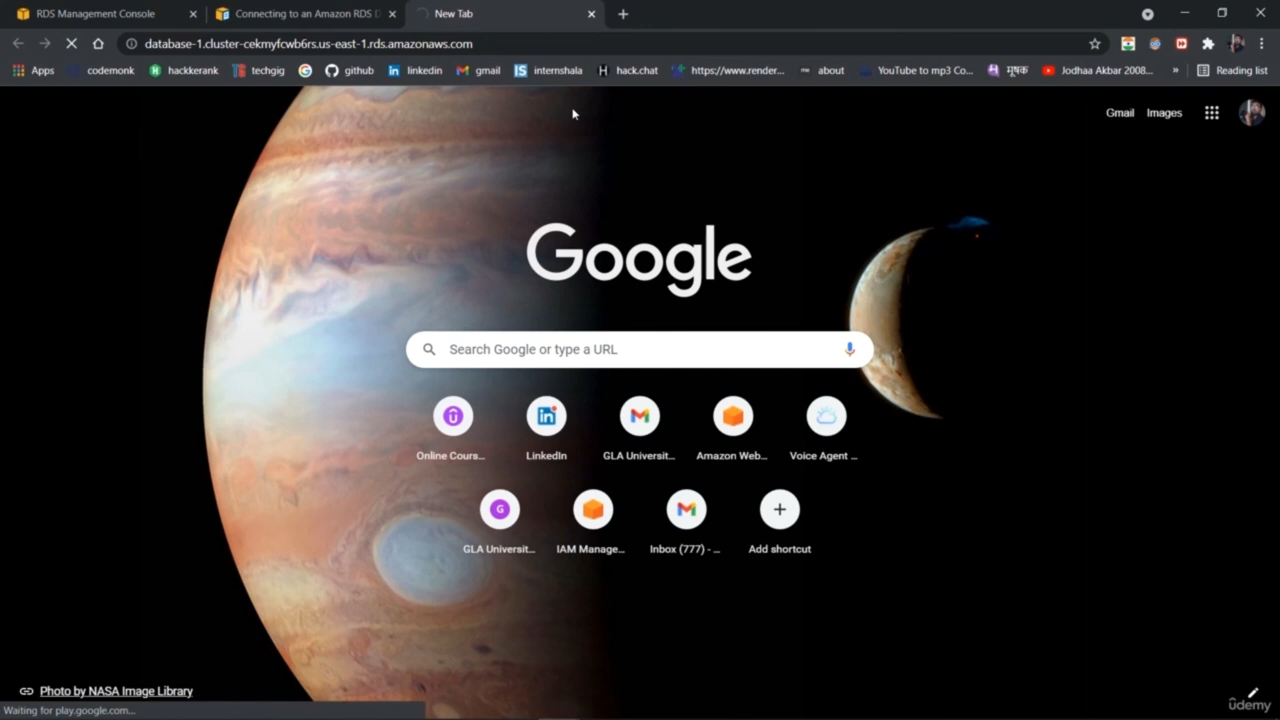 RDS Management Console
Connecting to an Amazon RDS D
New Tab
database-1.cluster-cekmyfcwb6rs.us-east-1.rds.amazonaws.com
Apps codemonk hackkerank techgig github linkedin gmail internshala hack.chat https://www.render... about YouTube to mp3 Co... मूषक Jodhaa Akbar 2008... » Reading list
Gmail Images
Google
Search Google or type a URL
Online Cours... LinkedIn GLA Universit... Amazon Web... Voice Agent ...
GLA Universit... IAM Manage... Inbox (777) - ... Add shortcut
Photo by NASA Image Library
Waiting for play.google.com...
ûdemy